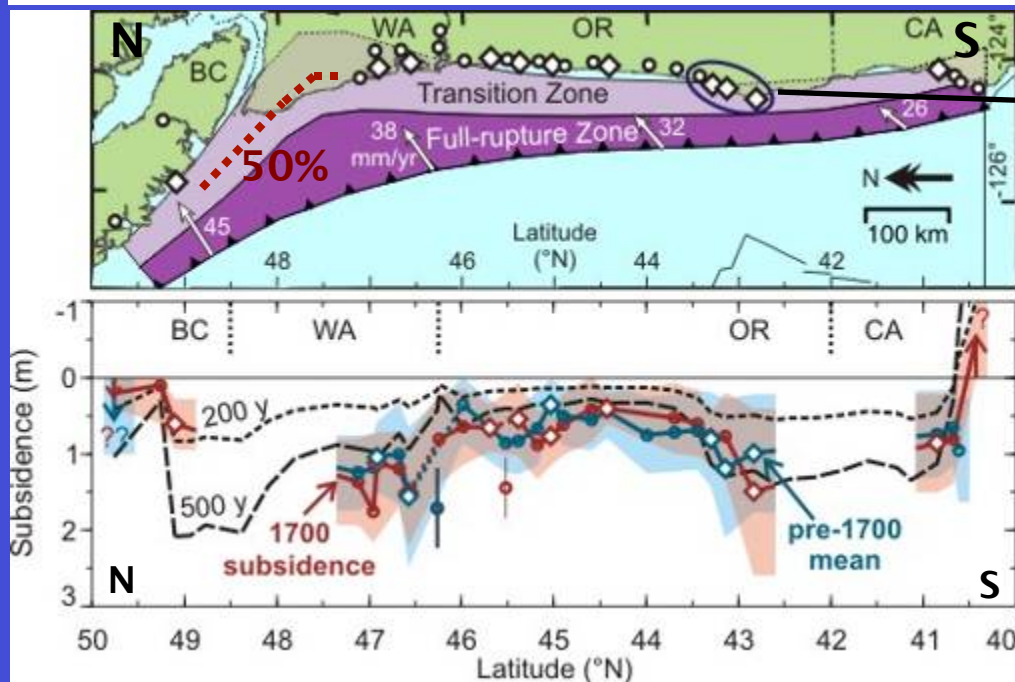 N
WA
OR
CA
S
BC
-124°
Transition Zone
38
mm/yr
Full-rupture Zone
32
26
50%
45
-126°
N
100 km
Latitude
(°N)
48
46
44
42
-1
0
1
2
3
Subsidence (m)
BC
WA
OR
CA
?
200 y
??
500 y
1700
subsidence
pre-1700
mean
N
S
50
49
48
47
46
45
44
43
42
41
40
Latitude (°N)